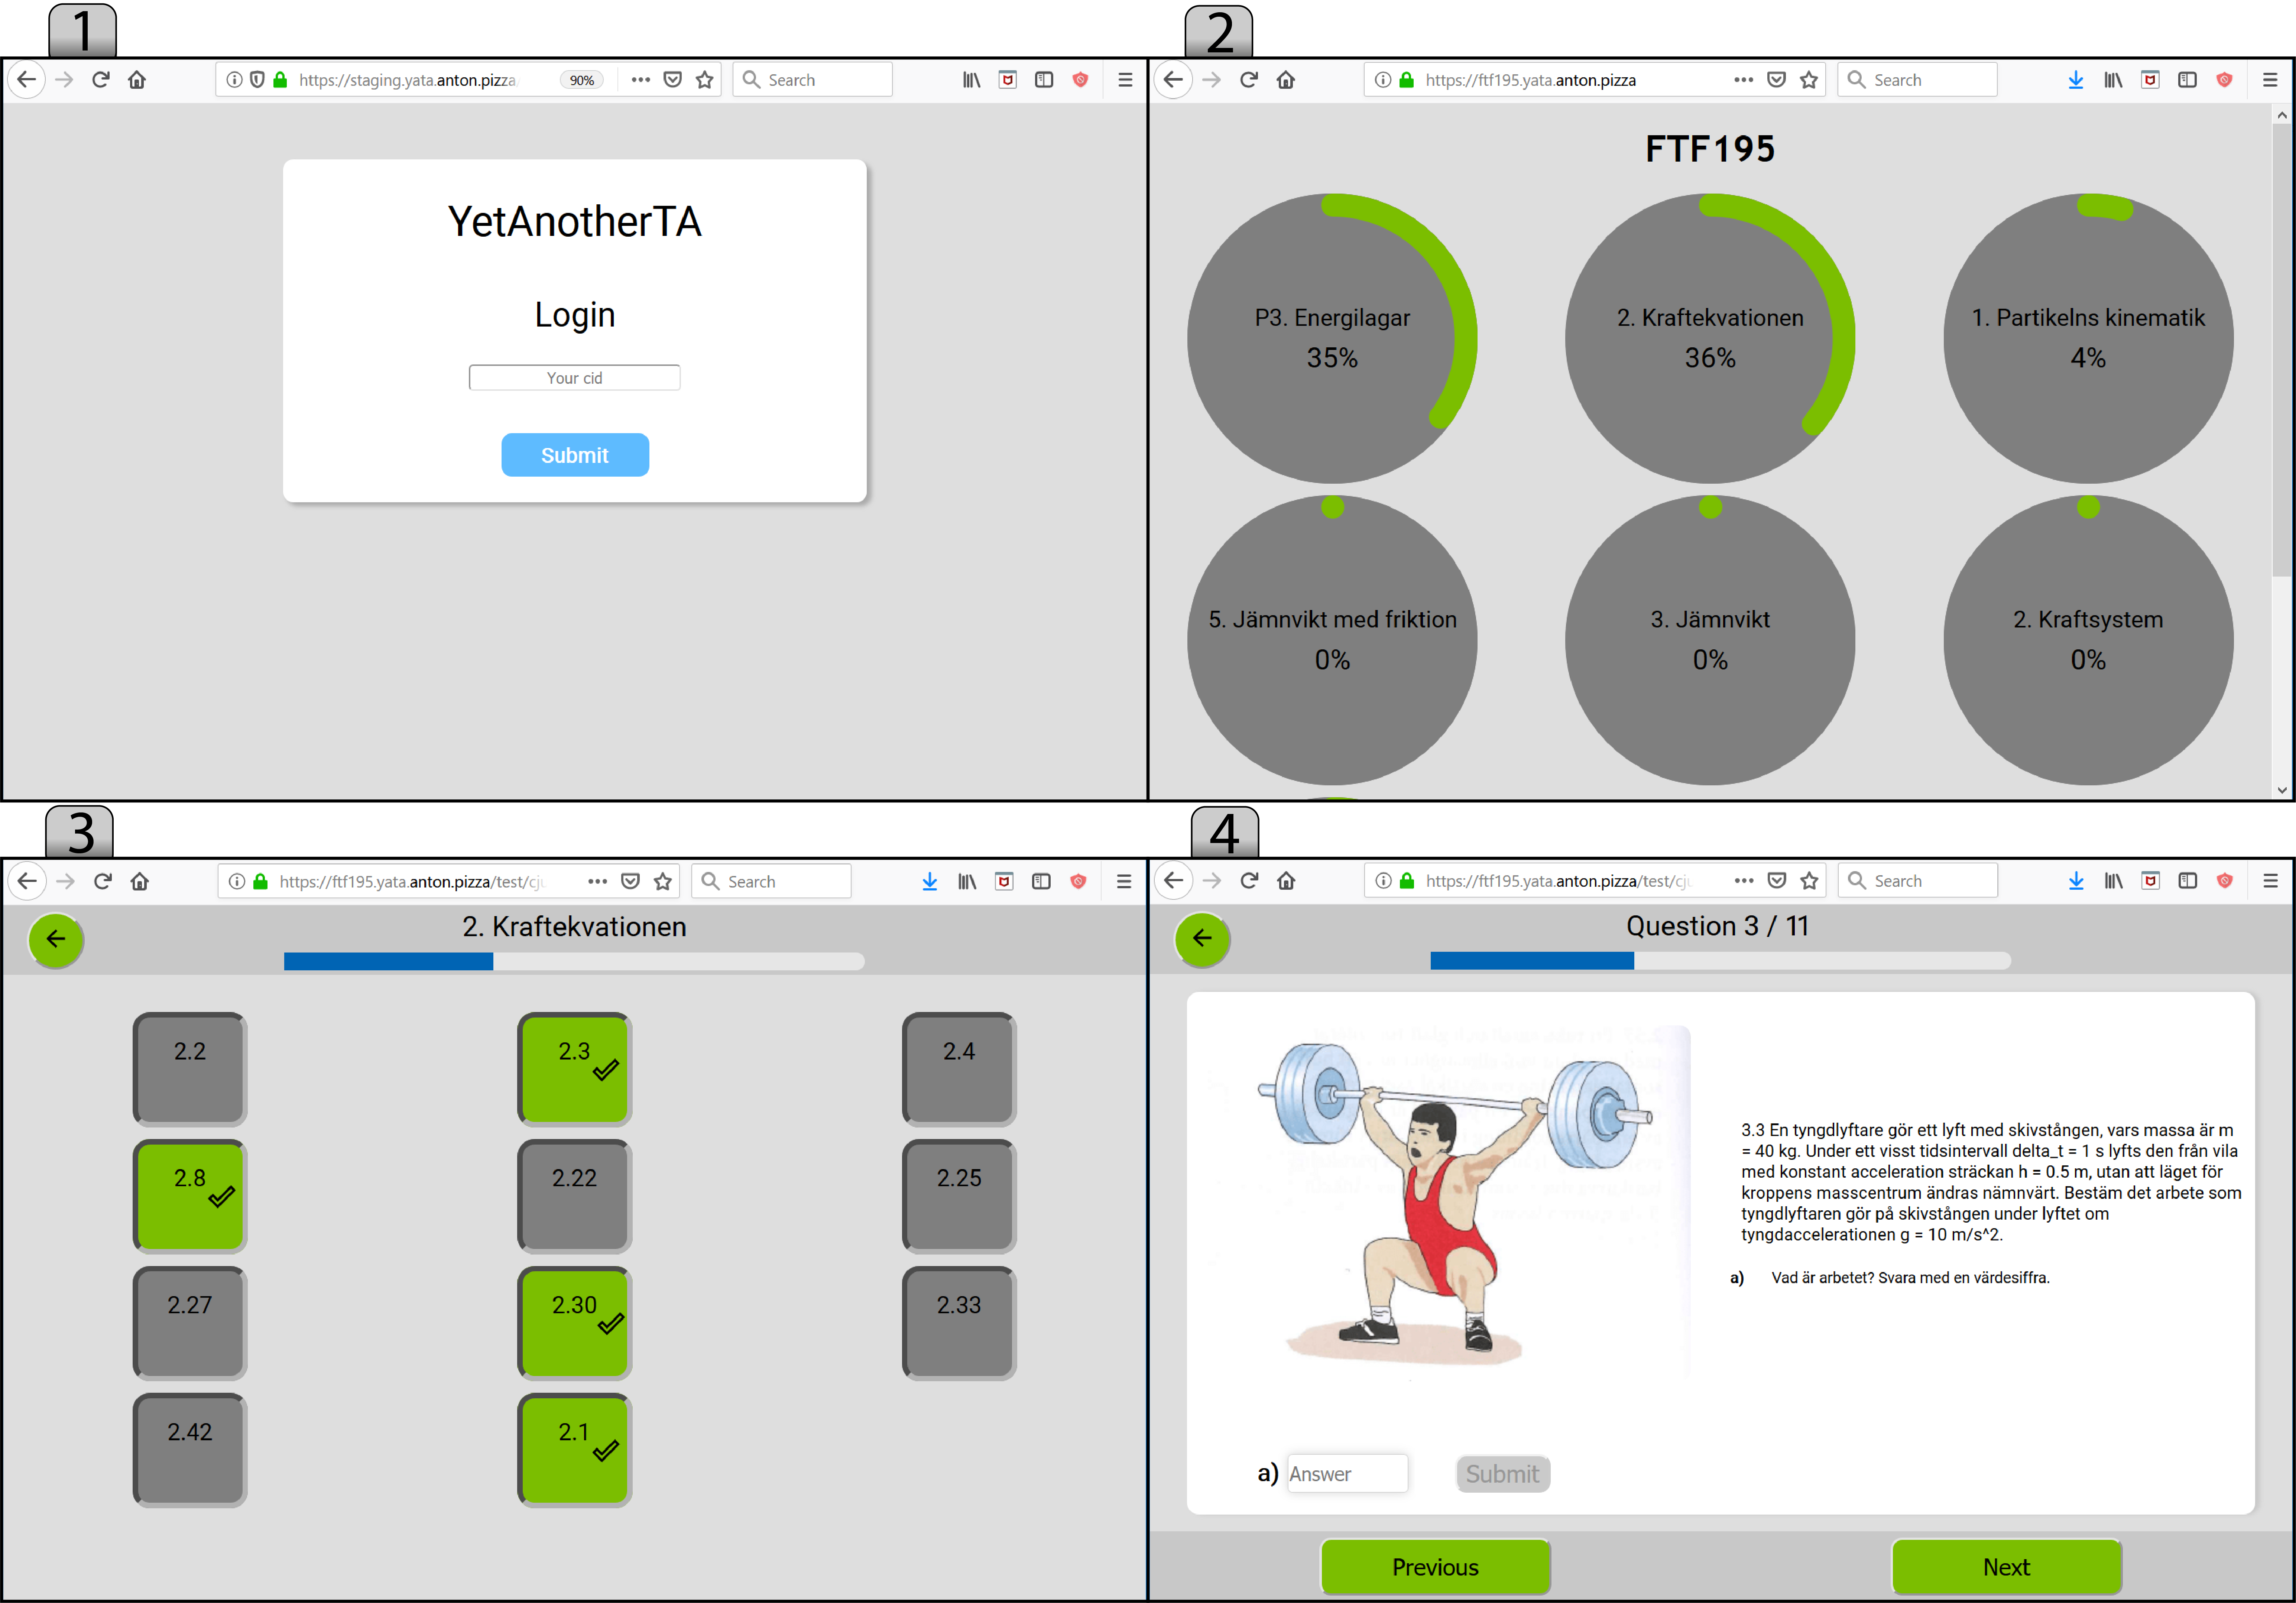 1
https://staging.yata.anton.pizza
90%
Search
YetAnotherTA
Login
Your cid
Submit
2
https://ftf195.yata.anton.pizza
Search
FTF195
P3. Energilagar
35%
2. Kraftekvationen
36%
1. Partikelns kinematik
4%
5. Jämnvikt med friktion
0%
3. Jämnvikt
0%
2. Kraftsystem
0%
3
https://ftf195.yata.anton.pizza/test/cju
Search
2. Kraftekvationen
2.2
2.3
2.4
2.8
2.22
2.25
2.27
2.30
2.33
2.42
2.1
4
https://ftf195.yata.anton.pizza/test/cju
Search
Question 3 / 11
3.3 En tyngdlyftare gör ett lyft med skivstången, vars massa är m
= 40 kg. Under ett visst tidsintervall delta_t = 1 s lyfts den från vila
med konstant acceleration sträckan h = 0.5 m, utan att läget för
kroppens masscentrum ändras nämnvärt. Bestäm det arbete som
tyngdlyftaren gör på skivstången under lyftet om
tyngdaccelerationen g = 10 m/s^2.
a) Vad är arbetet? Svara med en värdesiffra.
a) Answer
Submit
Previous
Next